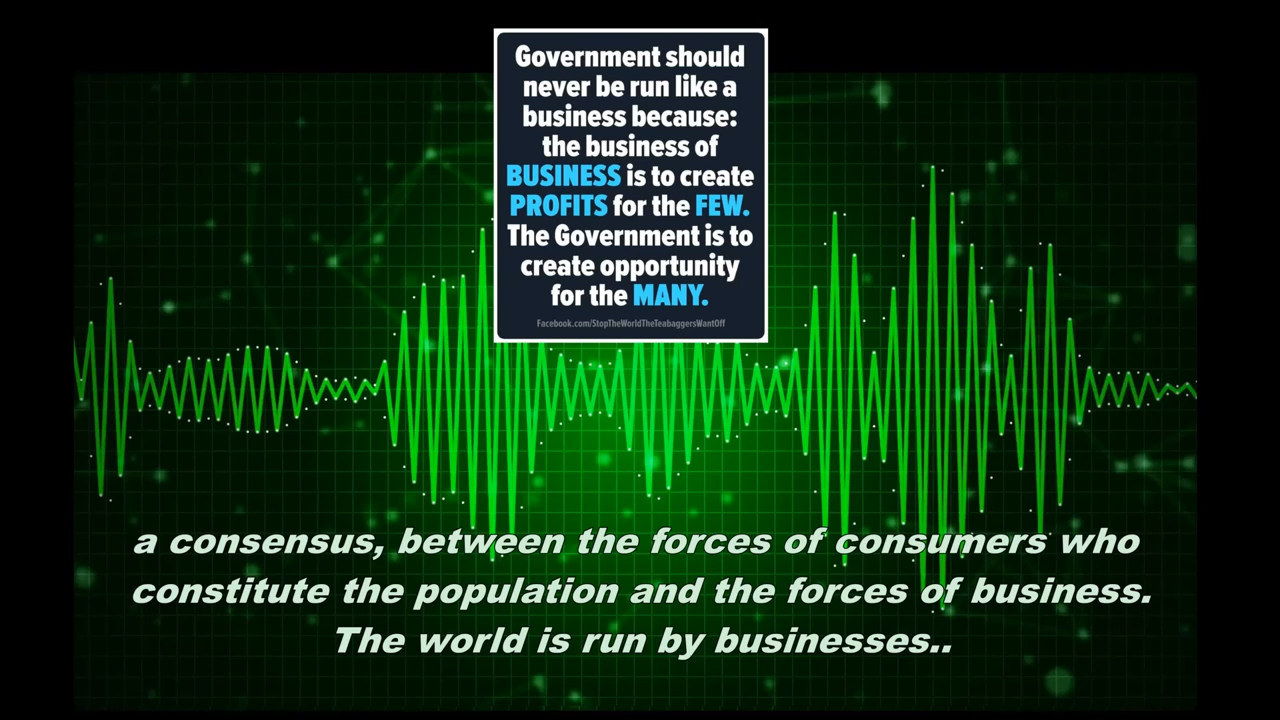 Government should
never be run like a
business because:
the business of
BUSINESS is to create
PROFITS for the FEW.
The Government is to
create opportunity
for the MANY.
Facebook.com/StopTheWorldTheTeabaggersWantOff
a consensus, between the forces of consumers who
constitute the population and the forces of business.
The world is run by businesses..